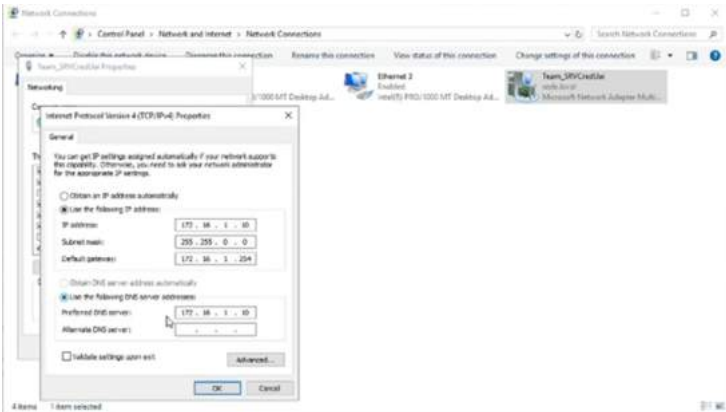 Network Connections
Control Panel > Network and Internet > Network Connections
Search Network Connections
Organize Disable this network device Rename this connection View status of this connection Change settings of this connection
Properties
Networking
Internet Protocol Version 4 (TCP/IPv4) Properties
Ethernet 2
Enabled
Intel(R) PRO/1000 MT Desktop Ad...
/1000 MT Desktop Ad...
Microsoft Network Adapter Multi...
General
You can get IP settings assigned automatically if your network supports
this capability. Otherwise, you need to ask your network administrator
for the appropriate IP settings.
Obtain an IP address automatically
Use the following IP address:
IP address: 172 . 16 . 1 . 10
Subnet mask: 255 . 255 . 0 . 0
Default gateway: 172 . 16 . 1 . 254
Obtain DNS server address automatically
Use the following DNS server addresses:
Preferred DNS server: 172 . 16 . 1 . 10
Alternate DNS server: . . .
Validate settings upon exit
Advanced...
OK Cancel
4 items 1 item selected